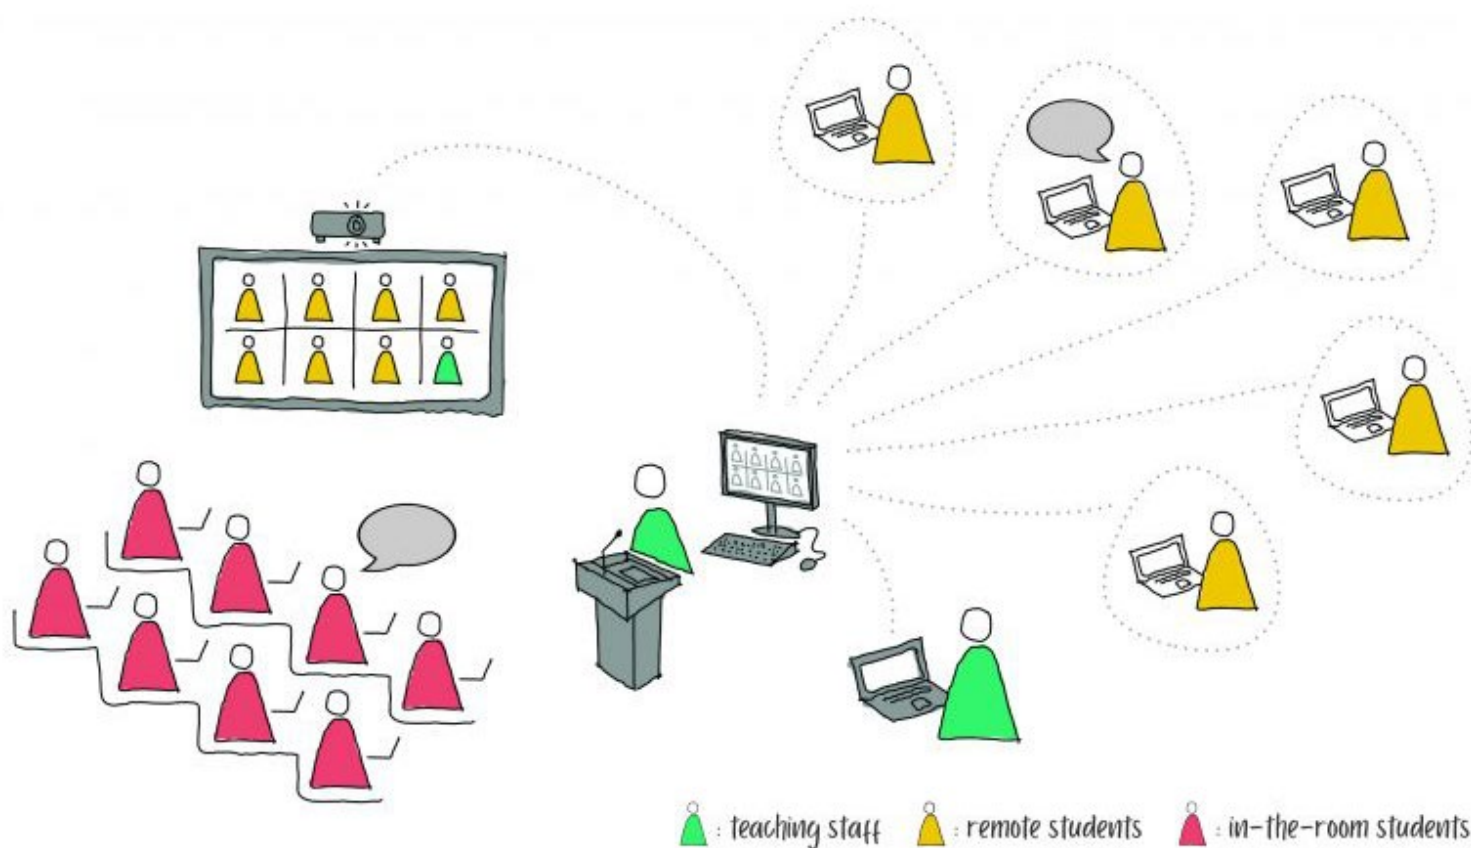 : teaching staff
: remote students
: in-the-room students